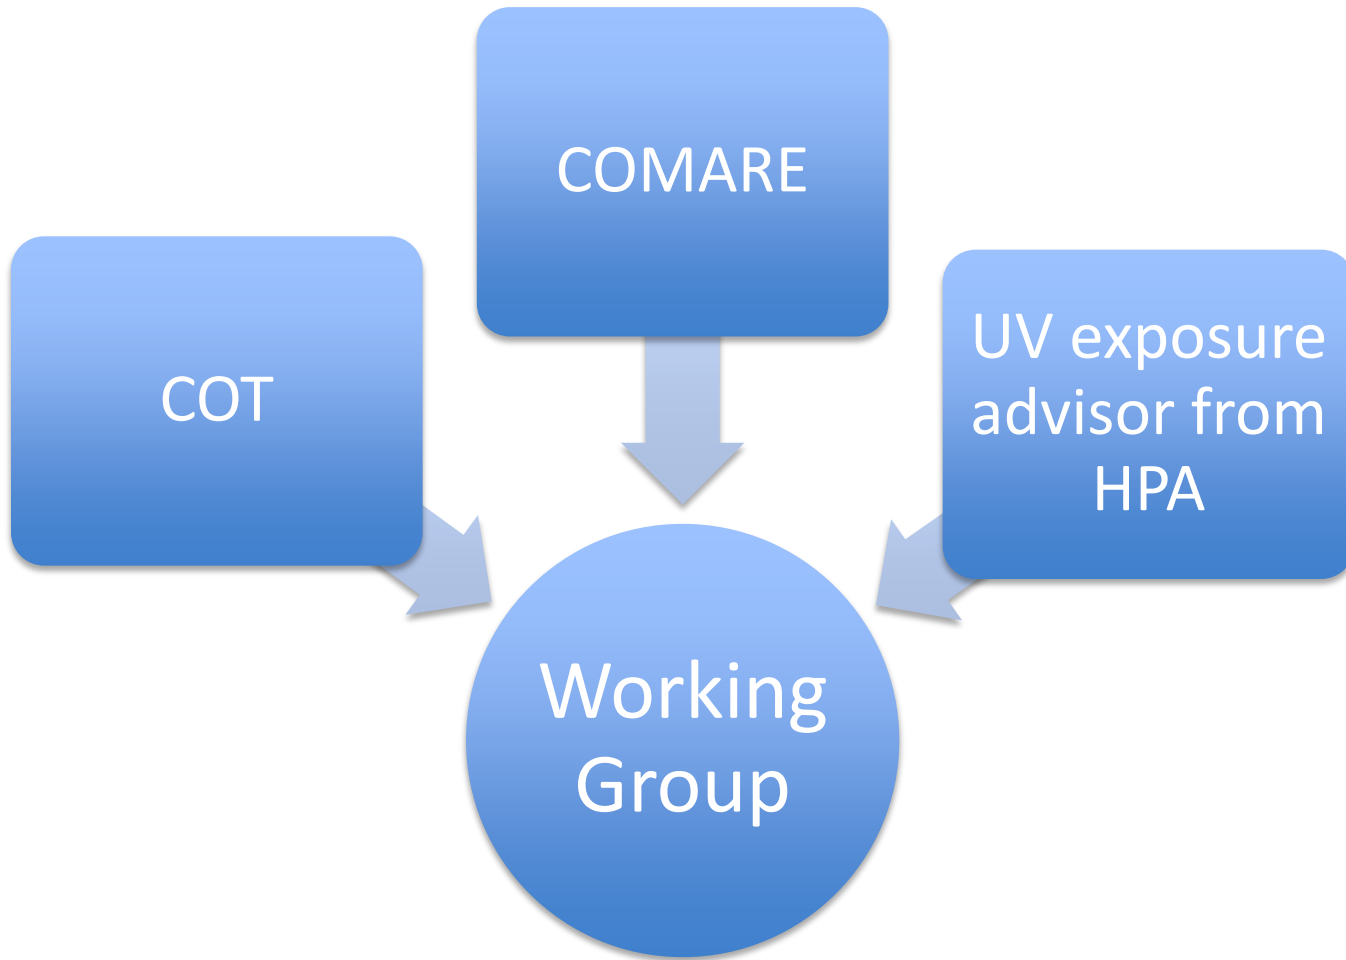 COMARE
COT
UV exposure
advisor from
HPA
Working
Group